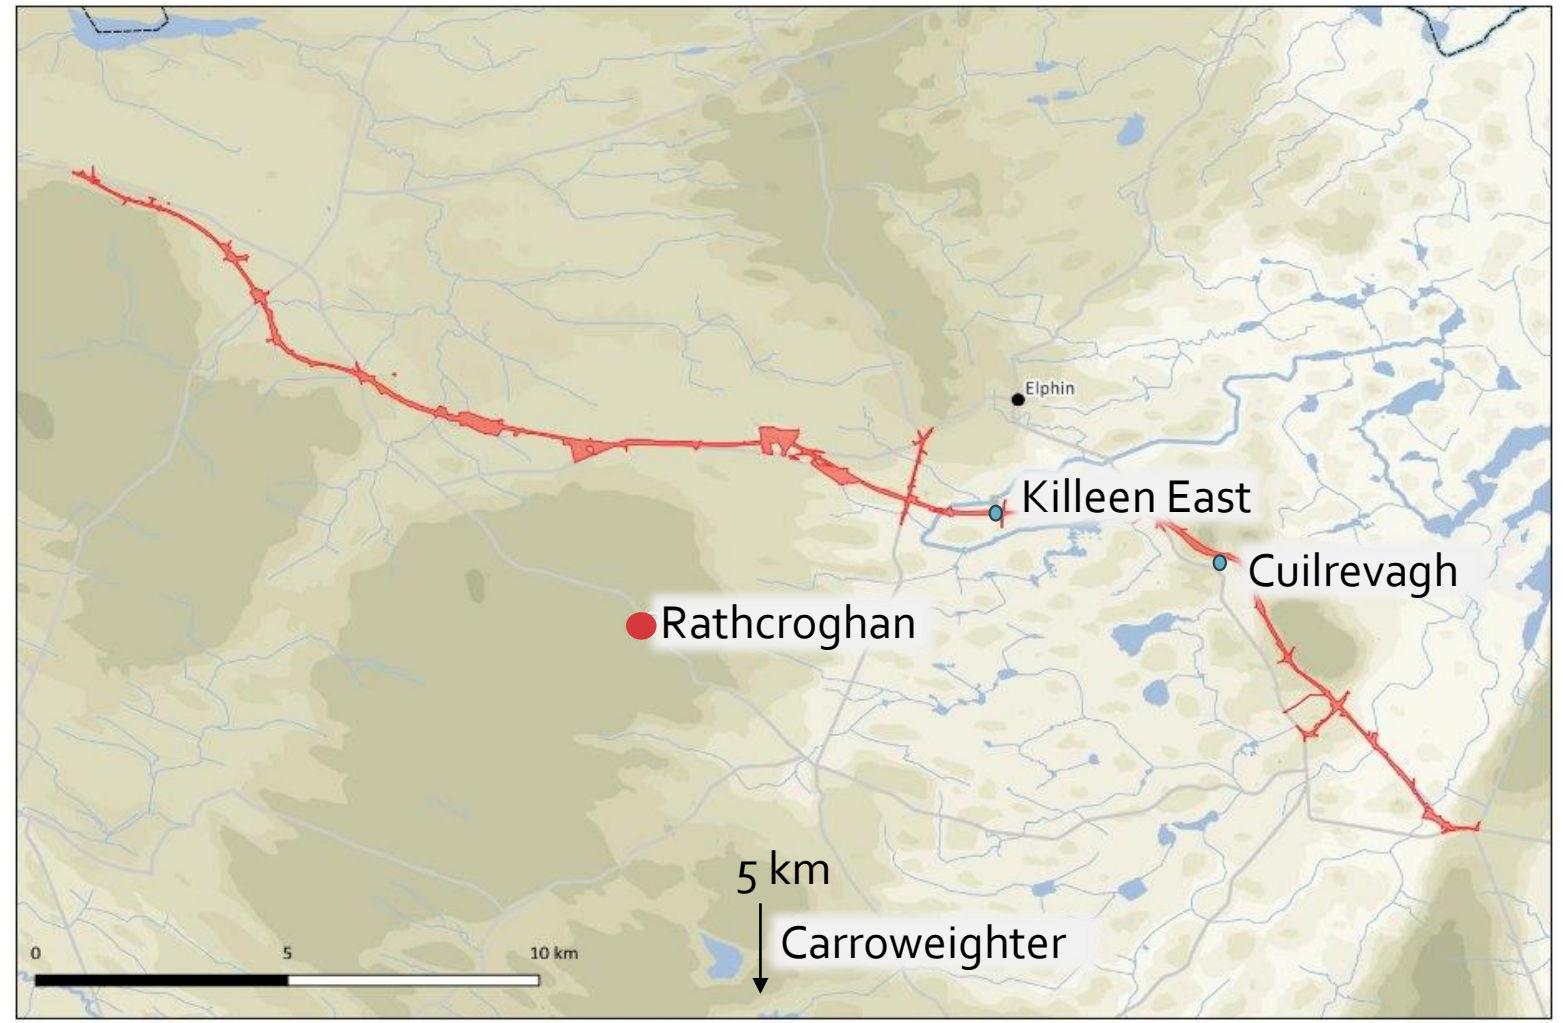 Elphin
Killeen East
Cuilrevagh
Rathcroghan
5 km
Carroweighter
0 5 10 km